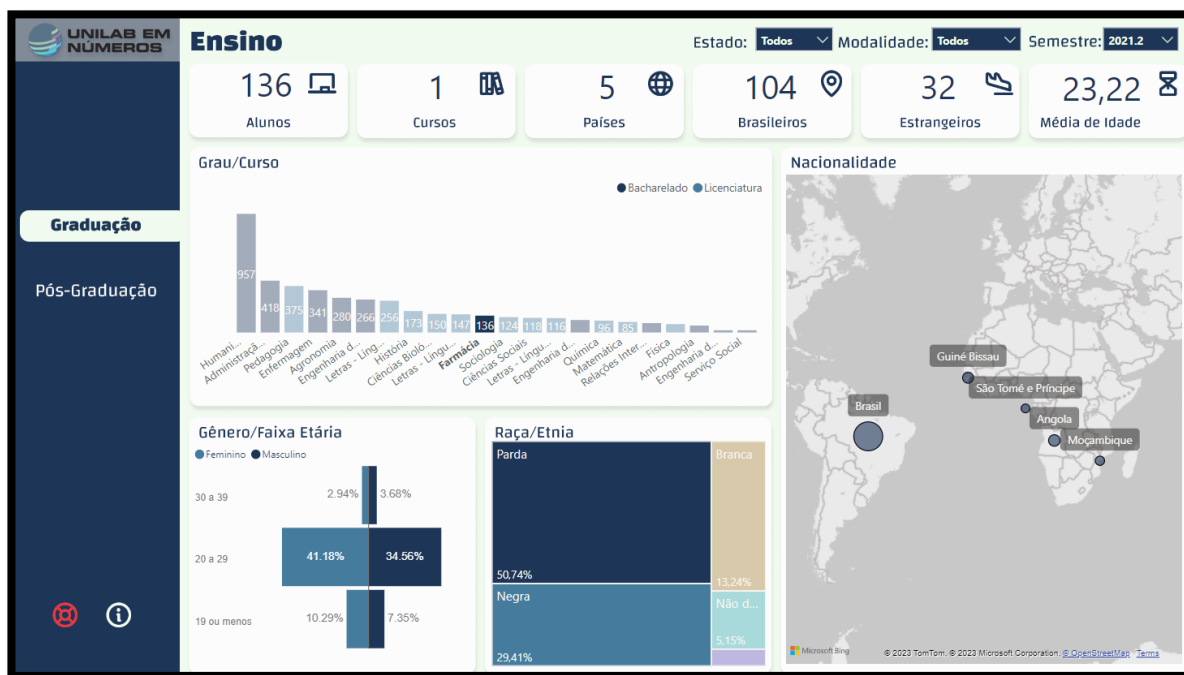 UNILAB EM
NÚMEROS
Ensino
Estado: Todos
Modalidade: Todos
Semestre: 2021.2
136
Alunos
1
Cursos
5
Países
104
Brasileiros
32
Estrangeiros
23,22
Média de Idade
Graduação
Pós-Graduação
Grau/Curso
Bacharelado Licenciatura
957
418
375
341
280
266
256
173
150
147
136
124
118
116
96
85
Humani...
Administraçã...
Pedagogia
Enfermagem
Agronomia
Engenharia d...
Letras - Ling...
História
Ciências Bioló...
Letras - Língu...
Farmácia
Sociologia
Ciências Sociais
Letras - Língu...
Engenharia d...
Química
Matemática
Relações Inter...
Física
Antropologia
Engenharia d...
Serviço Social
Nacionalidade
Guiné Bissau
São Tomé e Príncipe
Brasil
Angola
Moçambique
Microsoft Bing
© 2023 TomTom, © 2023 Microsoft Corporation, © OpenStreetMap Terms
Gênero/Faixa Etária
Feminino Masculino
30 a 39 2.94% 3.68%
20 a 29 41.18% 34.56%
19 ou menos 10.29% 7.35%
Raça/Etnia
Parda
50,74%
Branca
13,24%
Negra
29,41%
Não d...
5,15%